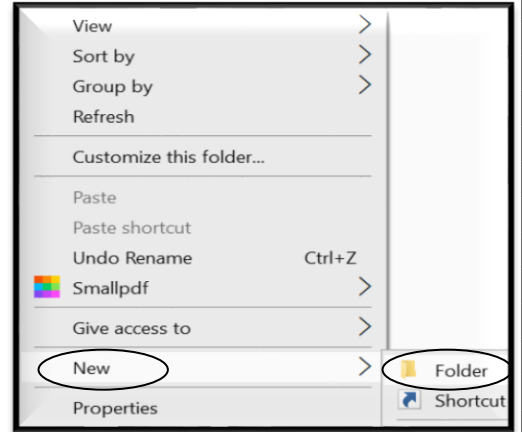 View
Sort by
Group by
Refresh
Customize this folder...
Paste
Paste shortcut
Undo Rename Ctrl+Z
Smallpdf
Give access to
New
Folder
Properties
Shortcut